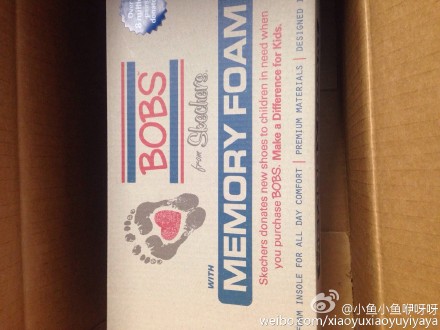 BOBS
from Skechers
WITH
MEMORY FOAM
Skechers donates new shoes to children in need when
you purchase BOBS. Make a Difference for Kids.
INSOLE FOR ALL DAY COMFORT | PREMIUM MATERIALS | DESIGNED
@小鱼小鱼咿呀呀
weibo.com/xiaoyuxiaoyuyiyaya